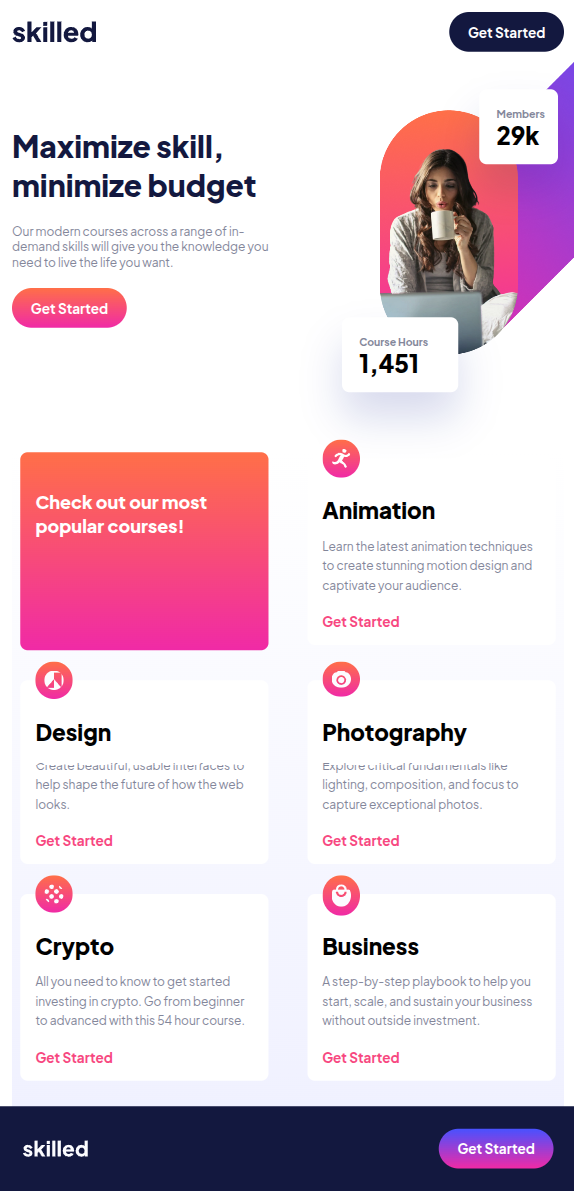 skilled
Get Started
Members
29k
Maximize skill,
minimize budget
Our modern courses across a range of in-
demand skills will give you the knowledge you
need to live the life you want.
Get Started
Course Hours
1,451
Check out our most
popular courses!
Animation
Learn the latest animation techniques
to create stunning motion design and
captivate your audience.
Get Started
Design
Create beautiful, usable interfaces to
help shape the future of how the web
looks.
Get Started
Photography
Explore critical fundamentals like
lighting, composition, and focus to
capture exceptional photos.
Get Started
Crypto
All you need to know to get started
investing in crypto. Go from beginner
to advanced with this 54 hour course.
Get Started
Business
A step-by-step playbook to help you
start, scale, and sustain your business
without outside investment.
Get Started
skilled
Get Started